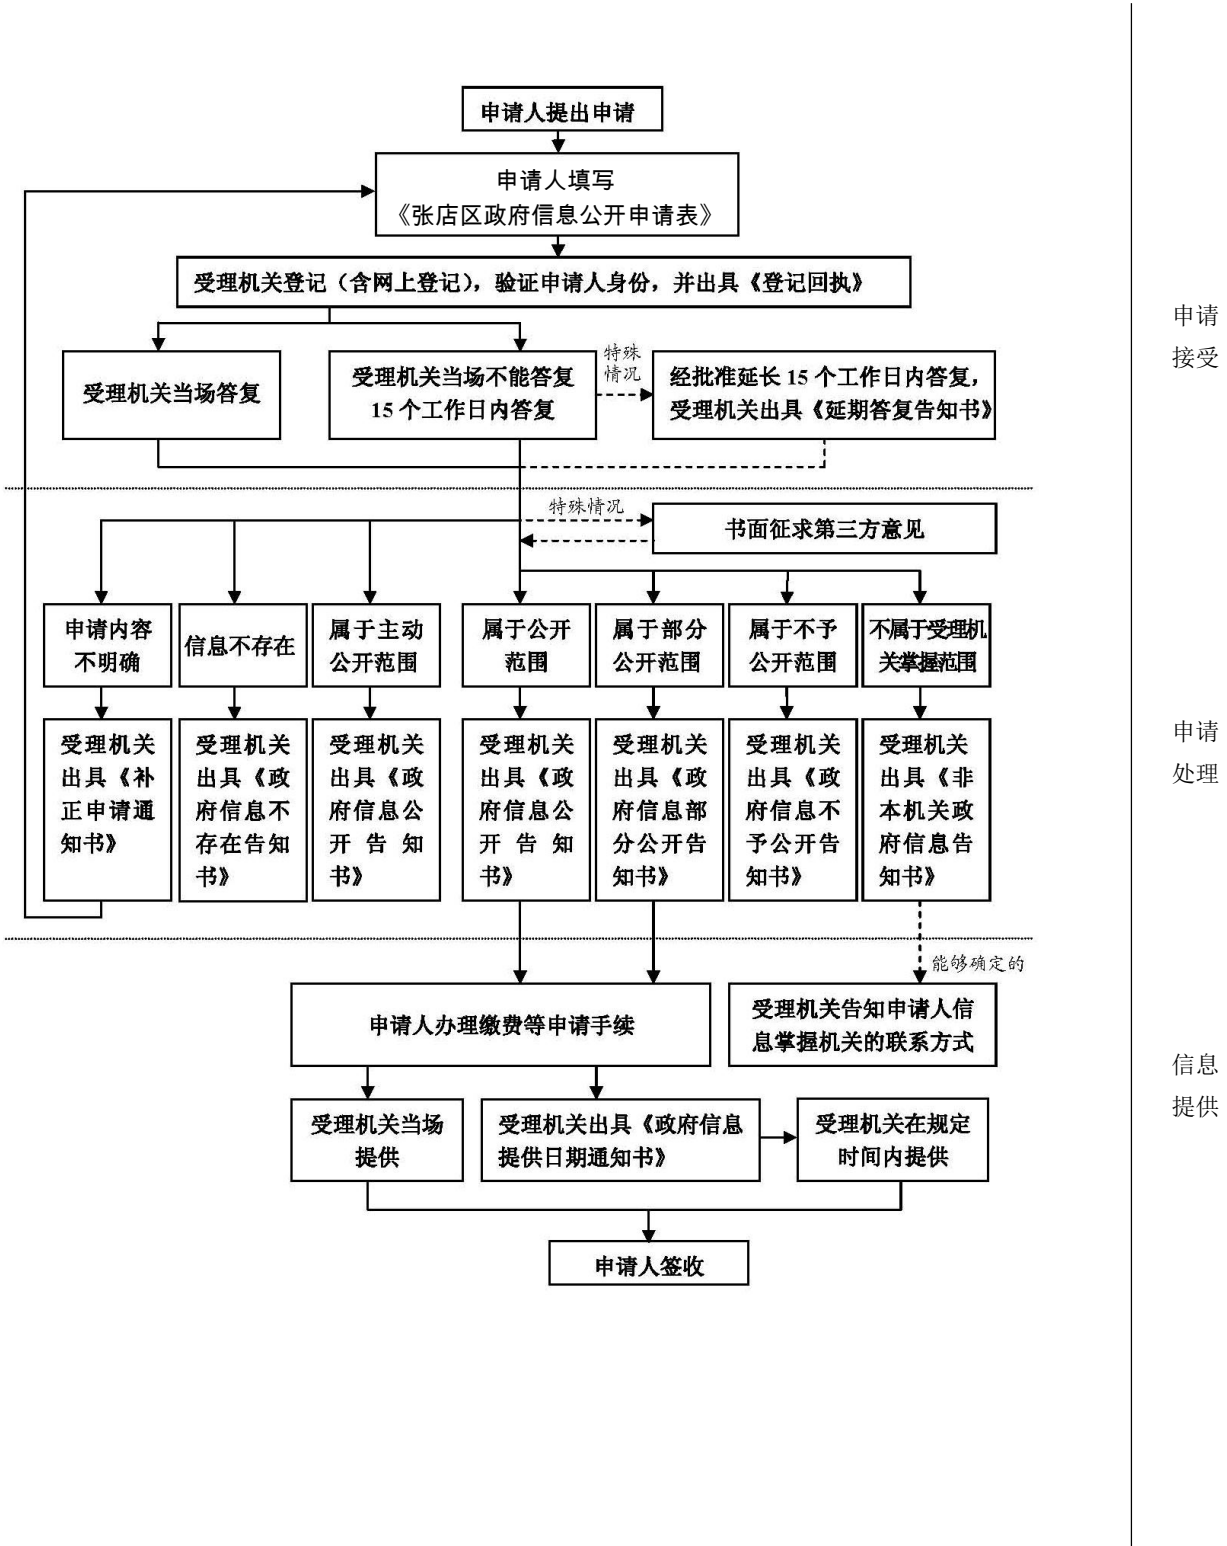 申请人提出申请
申请人填写
《张店区政府信息公开申请表》
受理机关登记（含网上登记），验证申请人身份，并出具《登记回执》
申请
接受
受理机关当场答复
受理机关当场不能答复
15 个工作日内答复
特殊
情况
经批准延长 15 个工作日内答复，
受理机关出具《延期答复告知书》
特殊情况
书面征求第三方意见
申请内容
不明确
信息不存在
属于主动
公开范围
属于公开
范围
属于部分
公开范围
属于不予
公开范围
不属于受理机
关掌握范围
申请
处理
受理机关
出具《补
正申请通
知书》
受理机关
出具《政
府信息不
存在告知
书》
受理机关
出具《政
府信息公
开告知
书》
受理机关
出具《政
府信息公
开告知
书》
受理机关
出具《政
府信息部
分公开告
知书》
受理机关
出具《政
府信息不
予公开告
知书》
受理机关
出具《非
本机关政
府信息告
知书》
能够确定的
申请人办理缴费等申请手续
受理机关告知申请人信
息掌握机关的联系方式
信息
提供
受理机关当场
提供
受理机关出具《政府信息
提供日期通知书》
受理机关在规定
时间内提供
申请人签收